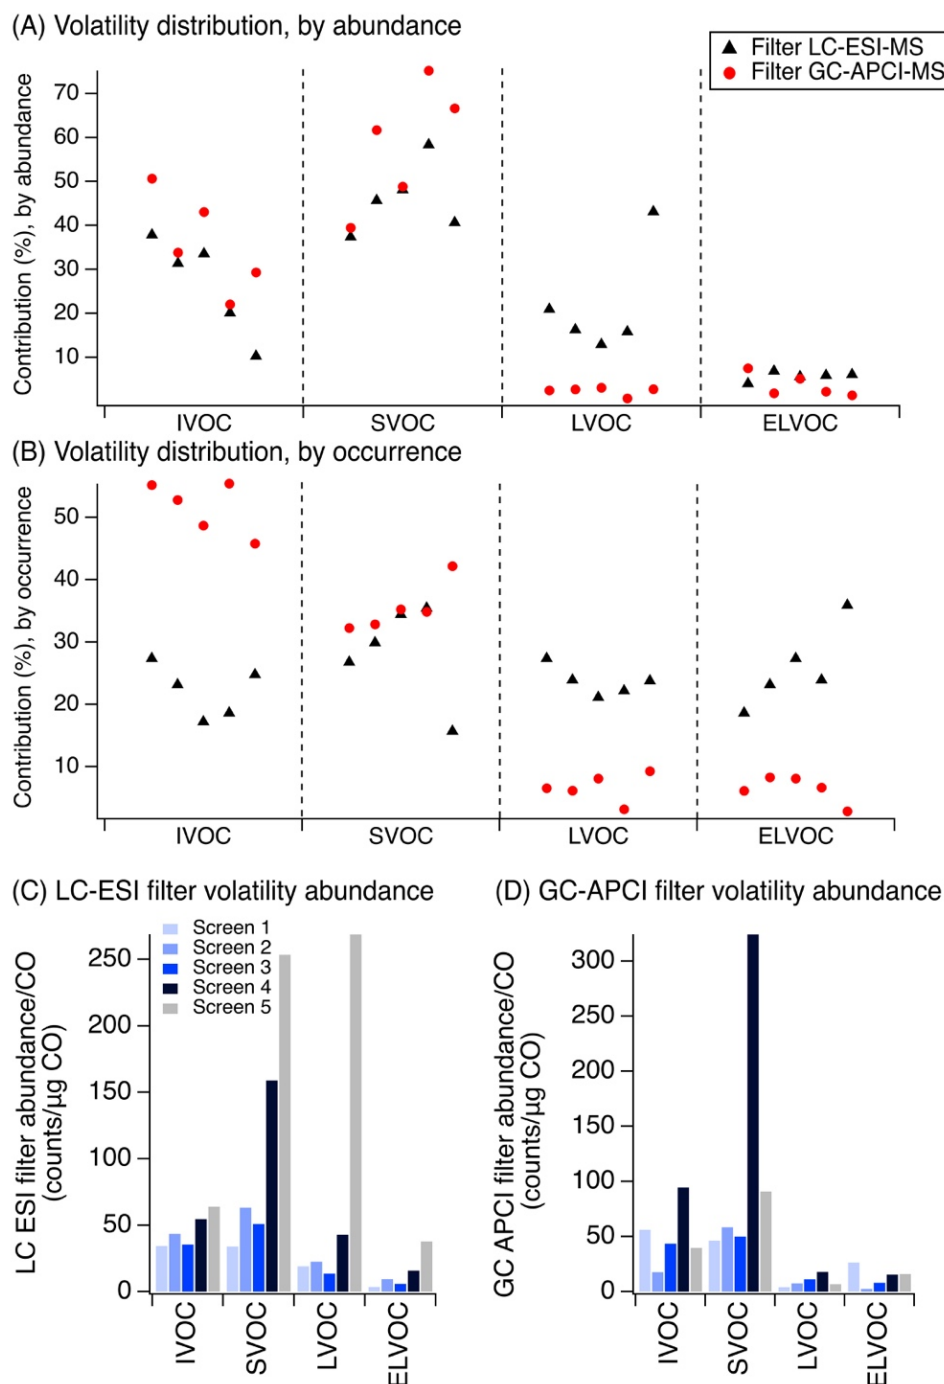 (A) Volatility distribution, by abundance
Filter LC-ESI-MS
Filter GC-APCI-MS
Contribution (%), by abundance
70
60
50
40
30
20
10
IVOC SVOC LVOC ELVOC
(B) Volatility distribution, by occurrence
Contribution (%), by occurrence
50
40
30
20
10
IVOC SVOC LVOC ELVOC
(C) LC-ESI filter volatility abundance
LC ESI filter abundance/CO
(counts/µg CO)
250
200
150
100
50
0
Screen 1
Screen 2
Screen 3
Screen 4
Screen 5
IVOC
SVOC
LVOC
ELVOC
(D) GC-APCI filter volatility abundance
GC APCI filter abundance/CO
(counts/µg CO)
300
250
200
150
100
50
0
IVOC
SVOC
LVOC
ELVOC